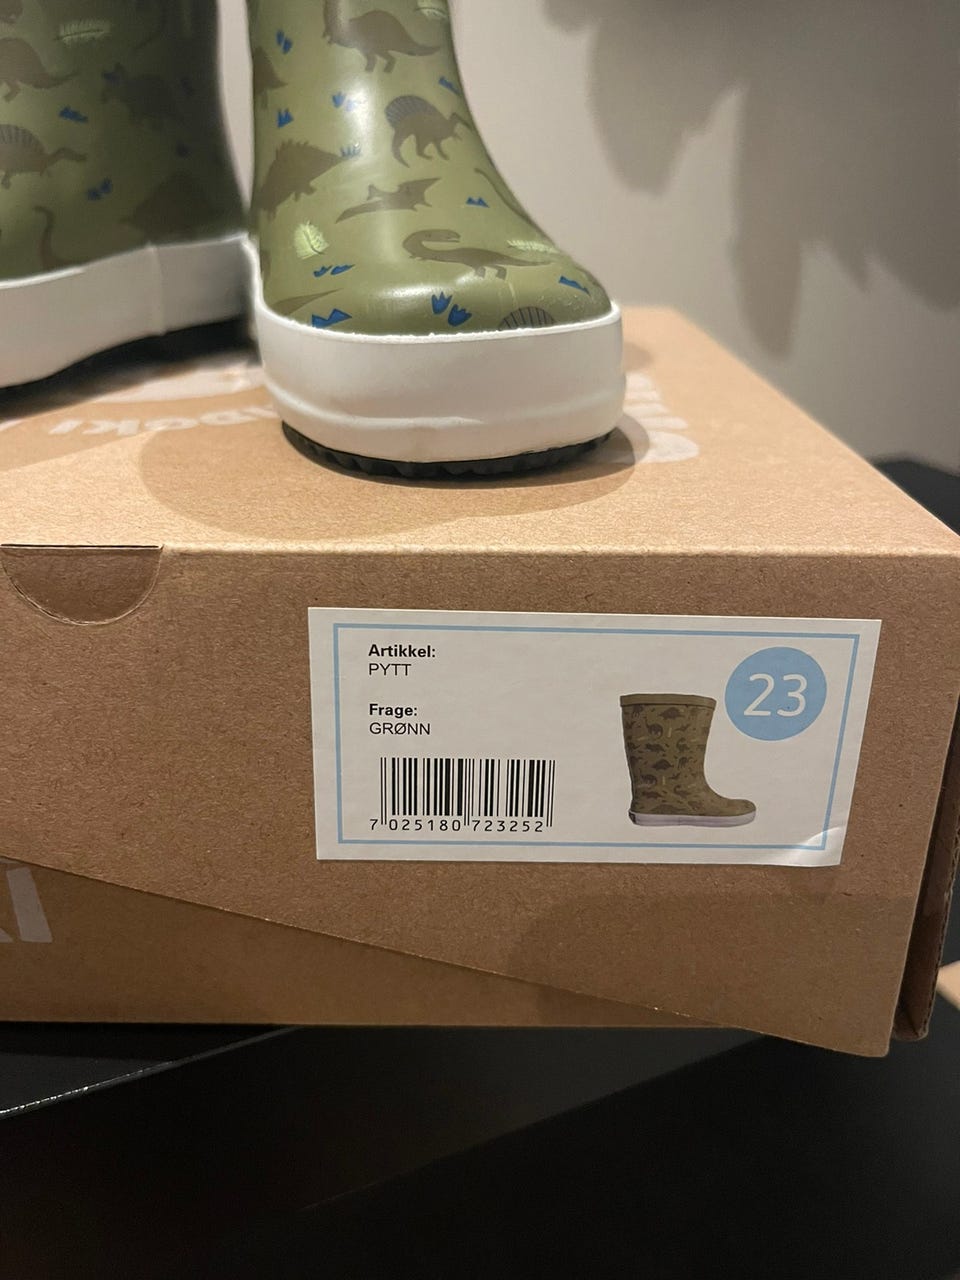 Artikkel:
PYTT
Frage:
GRØNN
23
7 025180 723252